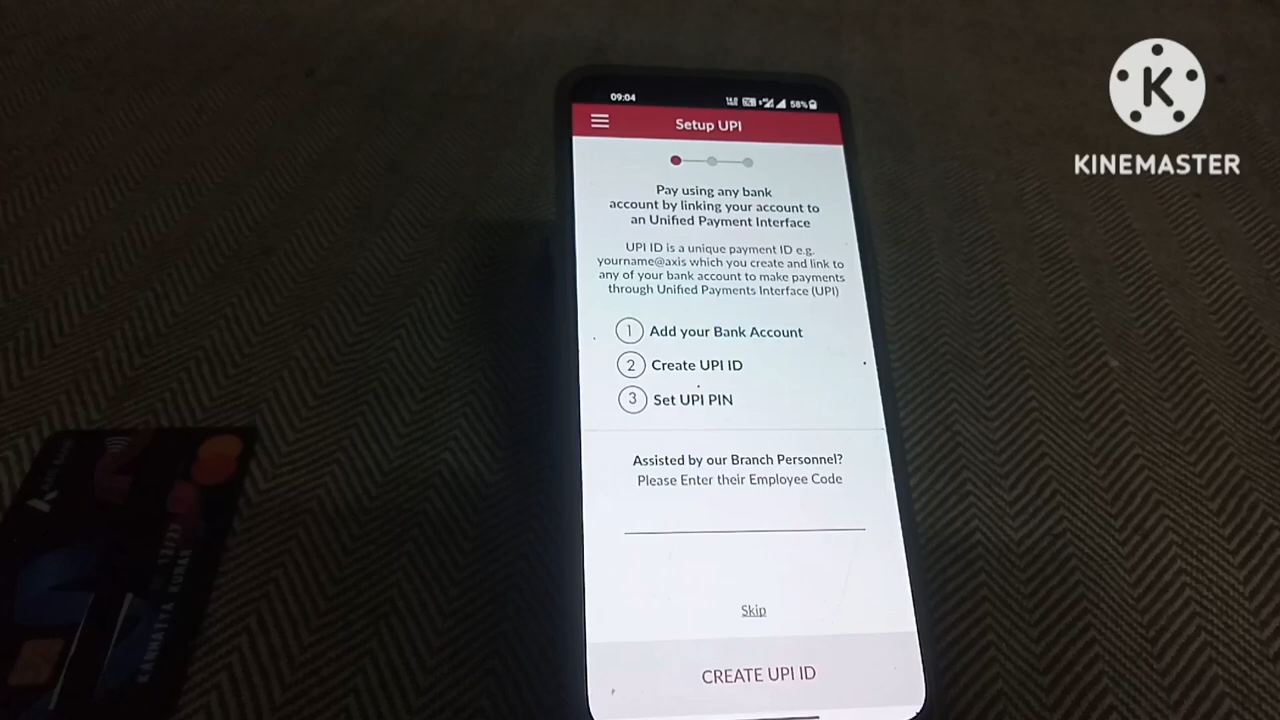 09:04
58%
Setup UPI
Pay using any bank
account by linking your account to
an Unified Payment Interface
UPI ID is a unique payment ID e.g.
yourname@axis which you create and link to
any of your bank account to make payments
through Unified Payments Interface (UPI)
1 Add your Bank Account
2 Create UPI ID
3 Set UPI PIN
Assisted by our Branch Personnel?
Please Enter their Employee Code
Skip
CREATE UPI ID
K
KINEMASTER
12/27